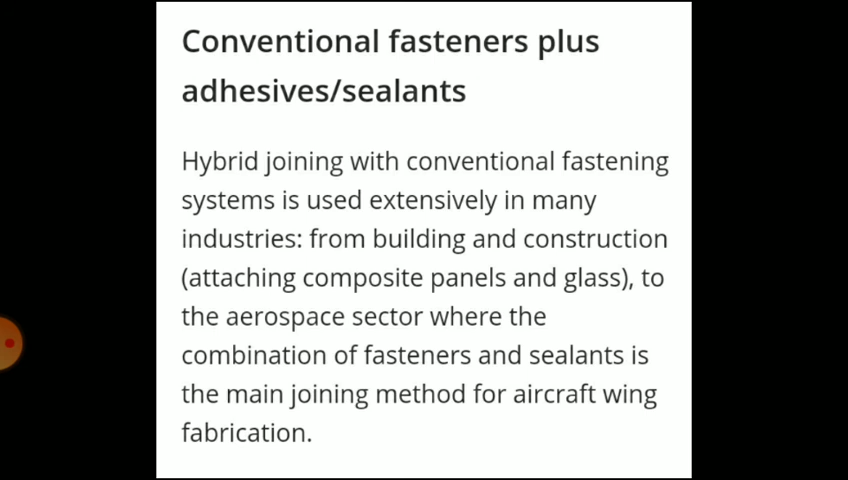 Conventional fasteners plus
adhesives/sealants
Hybrid joining with conventional fastening
systems is used extensively in many
industries: from building and construction
(attaching composite panels and glass), to
the aerospace sector where the
combination of fasteners and sealants is
the main joining method for aircraft wing
fabrication.